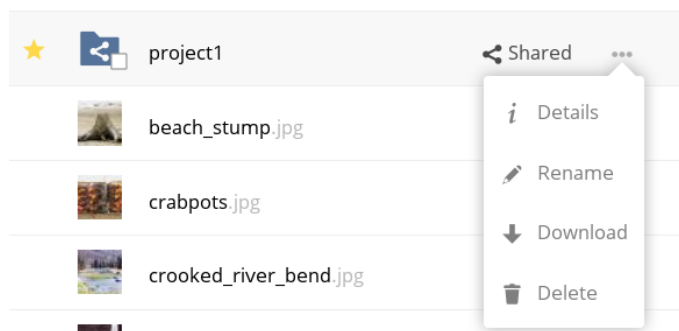 project1 Shared
Details
beach_stump.jpg
Rename
crabpots.jpg
Download
crooked_river_bend.jpg
Delete